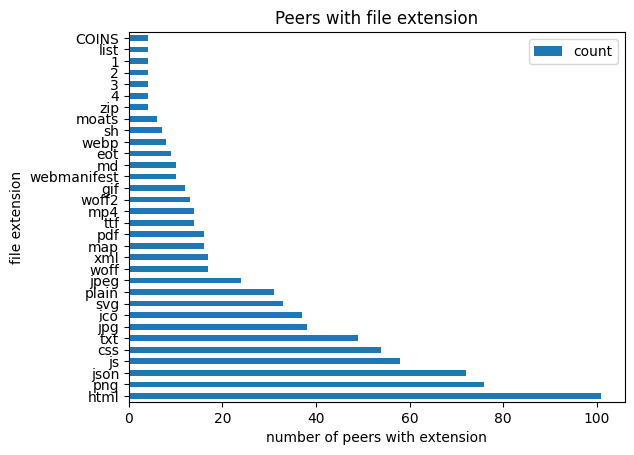 Peers with file extension
count
file extension
COINS
list
1
2
3
4
zip
moats
sh
webp
eot
md
webmanifest
gif
woff2
mp4
ttf
pdf
map
xml
woff
jpeg
plain
svg
jco
jpg
txt
css
js
json
png
html
0 20 40 60 80 100
number of peers with extension